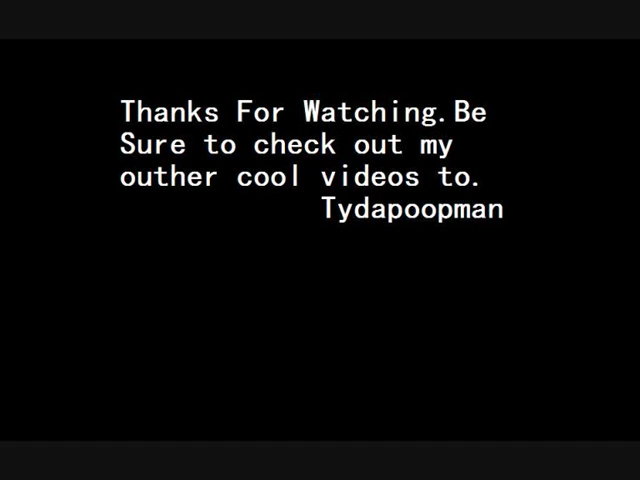 Thanks For Watching.Be
Sure to check out my
outher cool videos to.
Tydapoopman